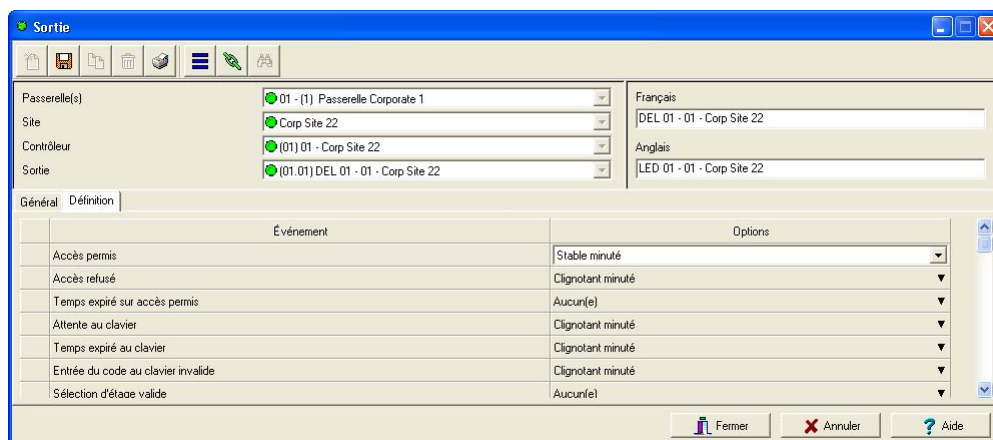 Sortie
Passerelle(s)
01 - (1) Passerelle Corporate 1
Site
Corp Site 22
Contrôleur
(01) 01 - Corp Site 22
Sortie
(01.01) DEL 01 - 01 - Corp Site 22
Français
DEL 01 - 01 - Corp Site 22
Anglais
LED 01 - 01 - Corp Site 22
Général Définition
Événement Options
Accès permis Stable minuté
Accès refusé Clignotant minuté
Temps expiré sur accès permis Aucun(e)
Attente au clavier Clignotant minuté
Temps expiré au clavier Clignotant minuté
Entrée du code au clavier invalide Clignotant minuté
Sélection d'étage valide Aucun(e)
Fermer Annuler ? Aide